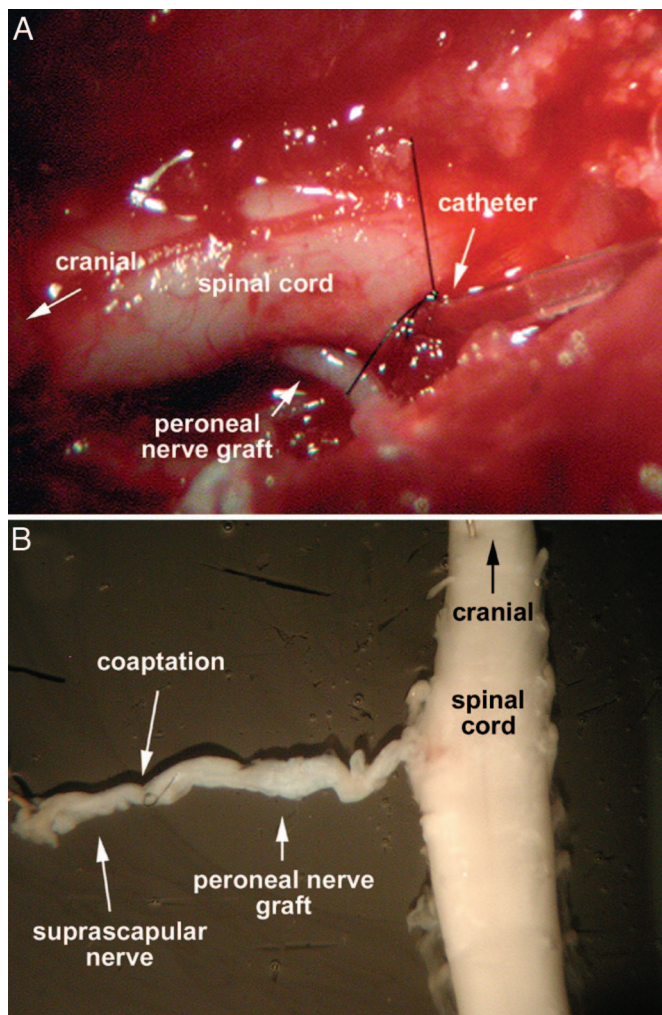 A
catheter
cranial
spinal cord
peroneal
nerve graft
B
cranial
coaptation
spinal
cord
peroneal nerve
graft
suprascapular
nerve